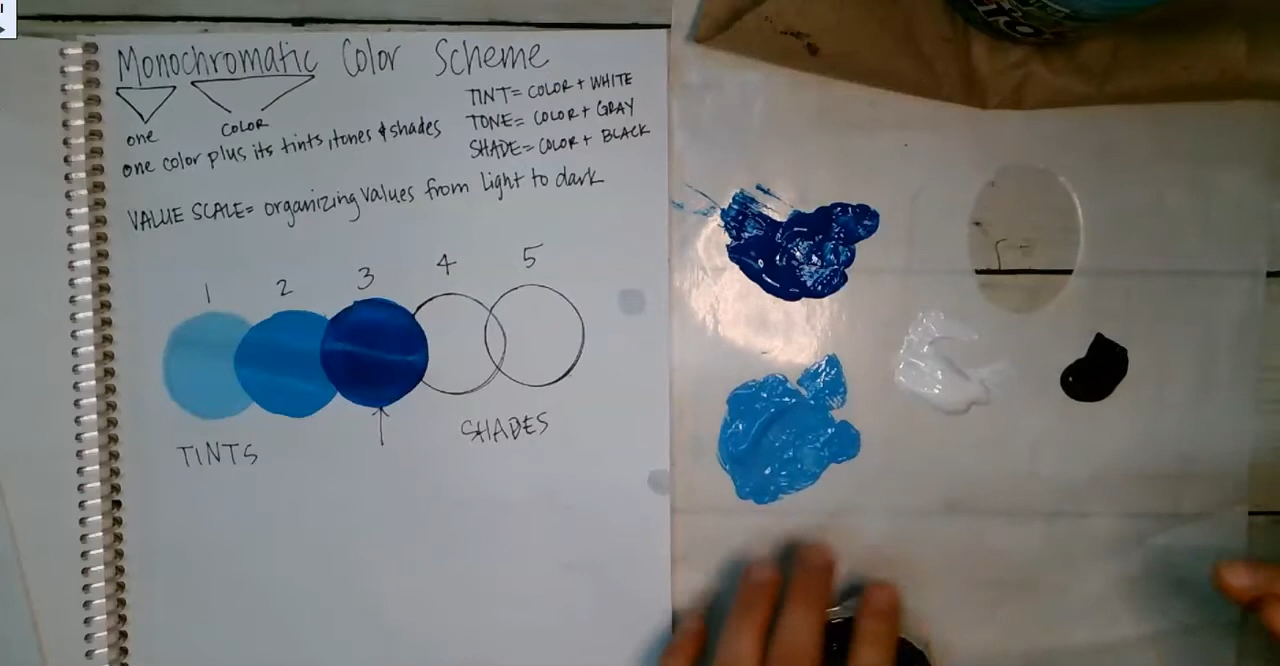 Monochromatic Color Scheme
one
COLOR
one color plus its tints, tones & shades
TINT= COLOR + WHITE
TONE= COLOR + GRAY
SHADE= COLOR + BLACK
VALUE SCALE= organizing values from light to dark
1 2 3 4 5
TINTS
SHADES